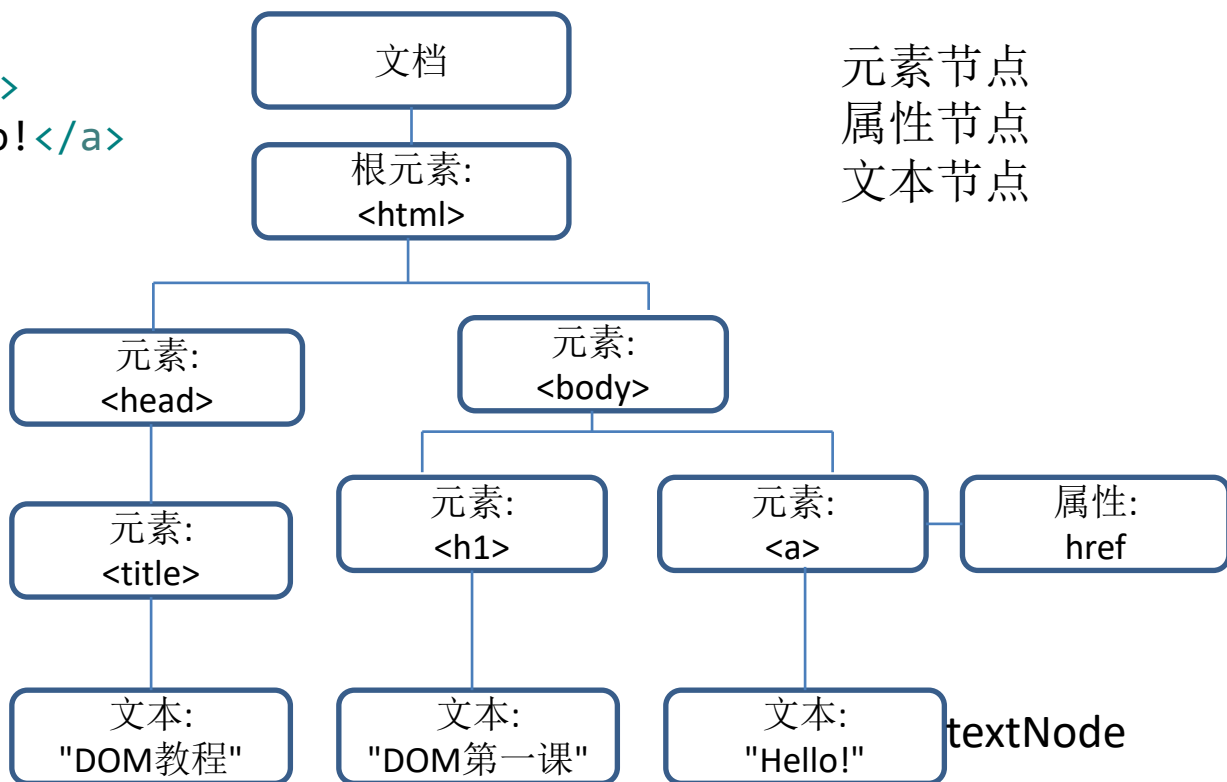 >
o!</a>
文档
元素节点
属性节点
文本节点
根元素:
<html>
元素:
<head>
元素:
<body>
元素:
<title>
元素:
<h1>
元素:
<a>
属性:
href
文本:
"DOM教程"
文本:
"DOM第一课"
文本:
"Hello!"
textNode